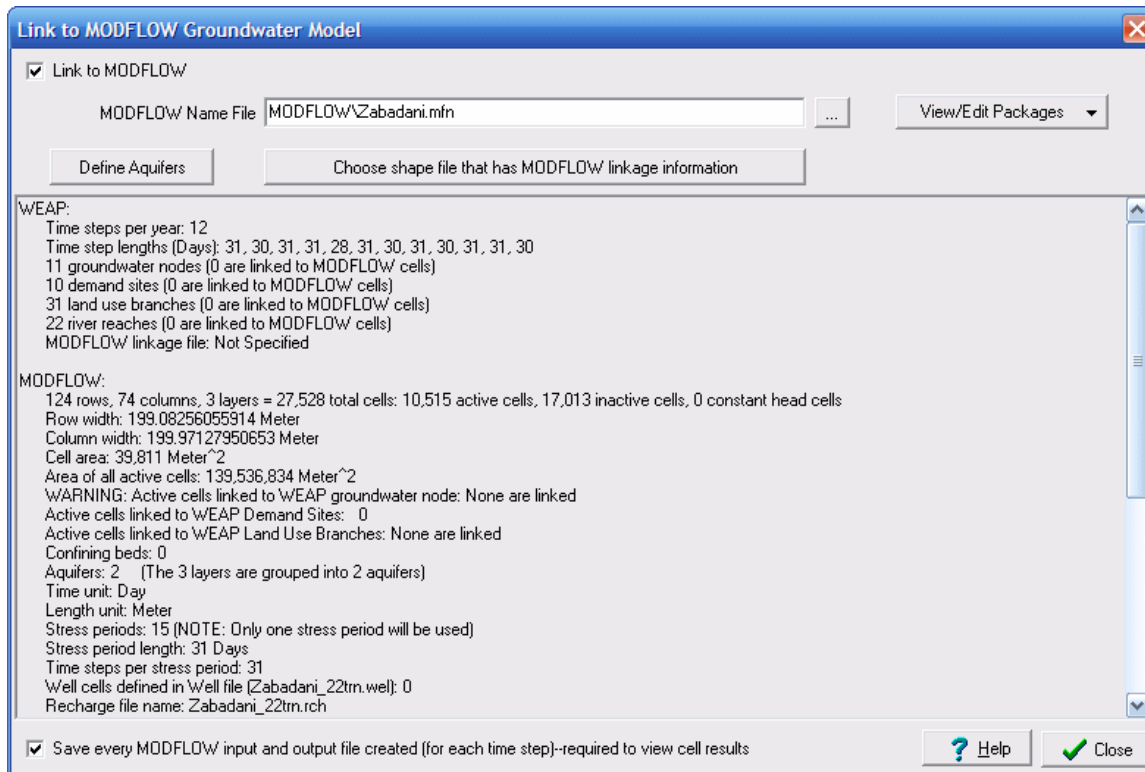 Link to MODFLOW Groundwater Model
Link to MODFLOW
MODFLOW Name File MODFLOW\Zabadani.mfn ... View/Edit Packages
Define Aquifers Choose shape file that has MODFLOW linkage information
WEAP:
Time steps per year: 12
Time step lengths (Days): 31, 30, 31, 31, 28, 31, 30, 31, 30, 31, 31, 30
11 groundwater nodes (0 are linked to MODFLOW cells)
10 demand sites (0 are linked to MODFLOW cells)
31 land use branches (0 are linked to MODFLOW cells)
22 river reaches (0 are linked to MODFLOW cells)
MODFLOW linkage file: Not Specified
MODFLOW:
124 rows, 74 columns, 3 layers = 27,528 total cells: 10,515 active cells, 17,013 inactive cells, 0 constant head cells
Row width: 199.08256055914 Meter
Column width: 199.97127950653 Meter
Cell area: 39,811 Meter^2
Area of all active cells: 139,536,834 Meter^2
WARNING: Active cells linked to WEAP groundwater node: None are linked
Active cells linked to WEAP Demand Sites: 0
Active cells linked to WEAP Land Use Branches: None are linked
Confining beds: 0
Aquifers: 2 (The 3 layers are grouped into 2 aquifers)
Time unit: Day
Length unit: Meter
Stress periods: 15 (NOTE: Only one stress period will be used)
Stress period length: 31 Days
Time steps per stress period: 31
Well cells defined in Well file (Zabadani_22trn.wel): 0
Recharge file name: Zabadani_22trn.rch
Save every MODFLOW input and output file created (for each time step)--required to view cell results ? Help Close